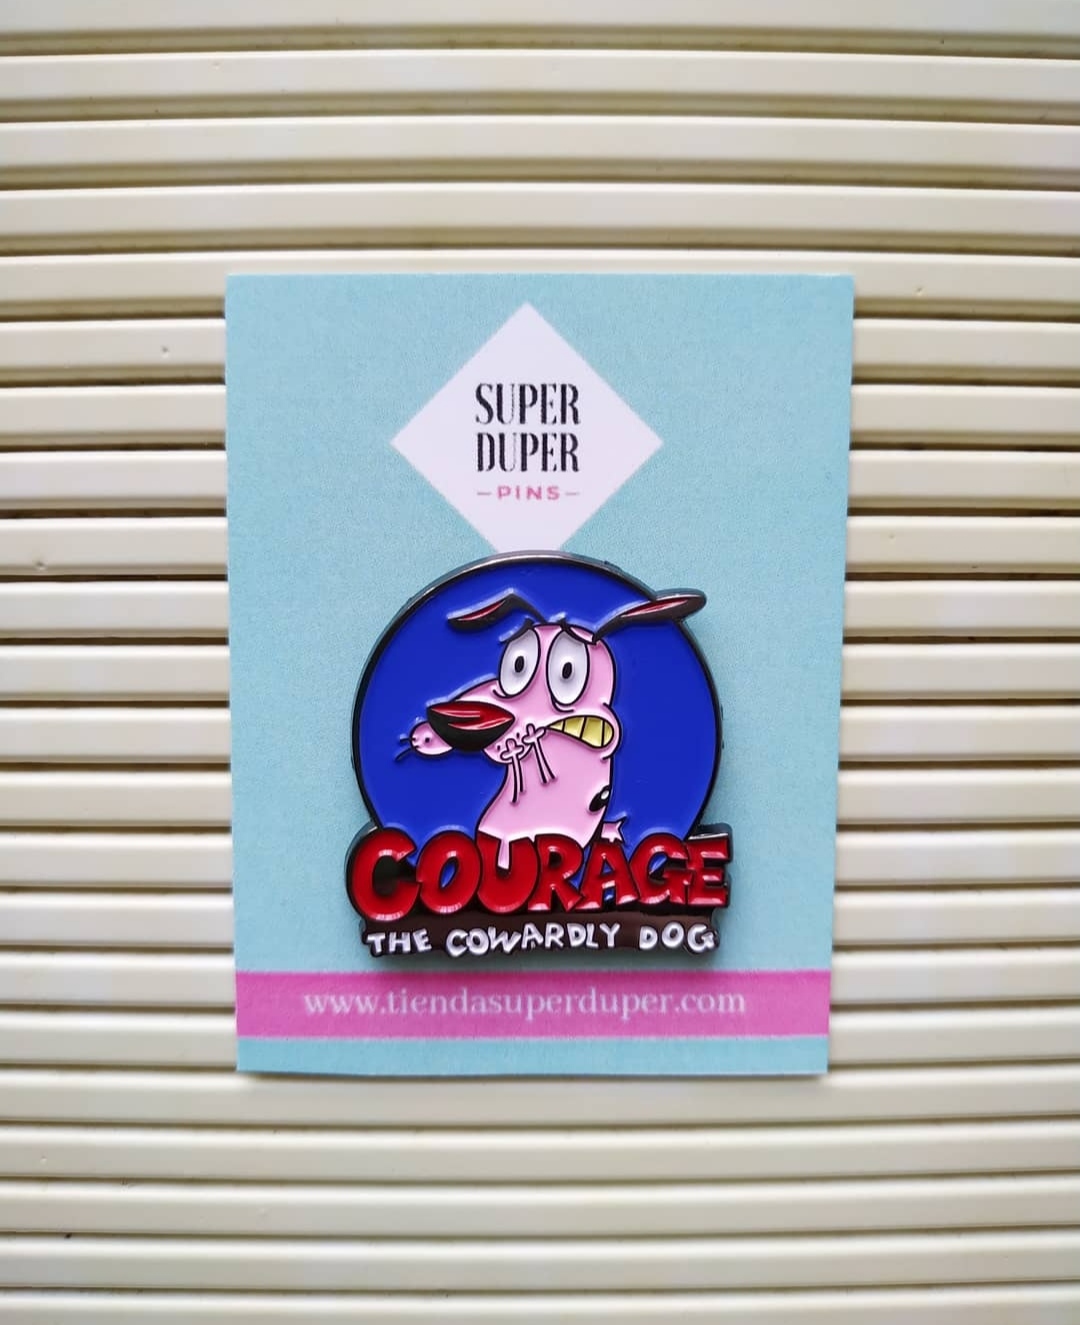 SUPER
DUPER
–PINS–
COURAGE
THE COWARDLY DOG
www.tiendasuperduper.com